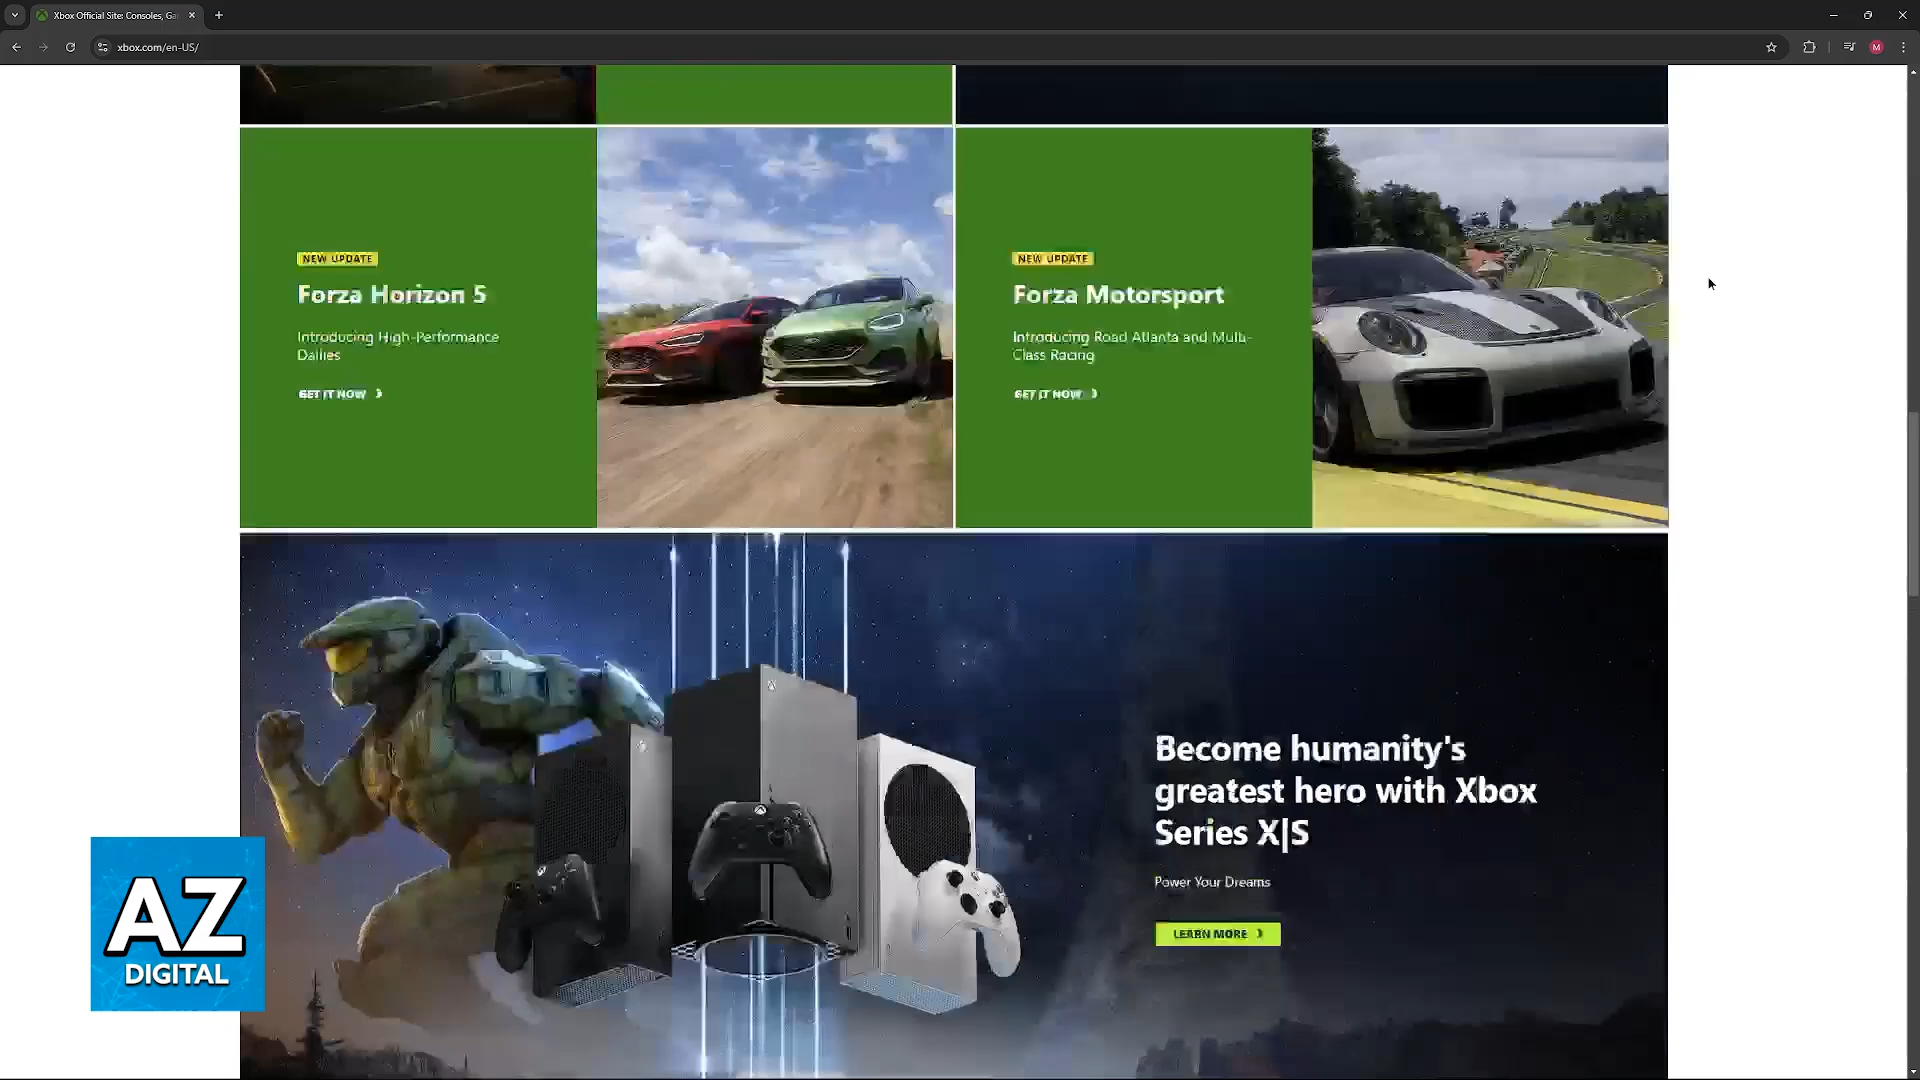 Xbox Official Site: Consoles, Ga
xbox.com/en-US/
M
NEW UPDATE
Forza Horizon 5
Introducing High-Performance
Dailies
GET IT NOW
NEW UPDATE
Forza Motorsport
Introducing Road Atlanta and Multi-
Class Racing
GET IT NOW
Become humanity's
greatest hero with Xbox
Series X|S
Power Your Dreams
LEARN MORE
AZ
DIGITAL